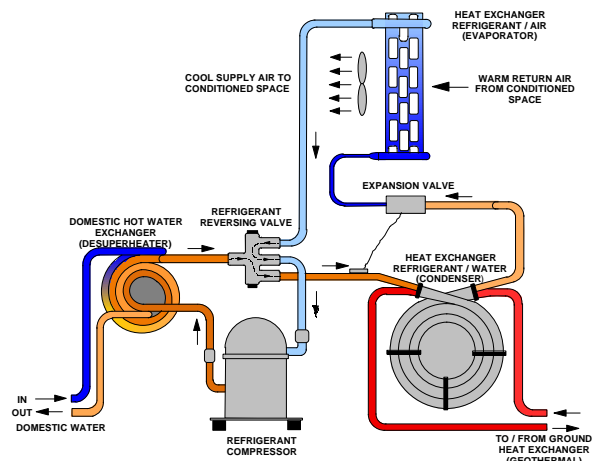 HEAT EXCHANGER
REFRIGERANT / AIR
(EVAPORATOR)
COOL SUPPLY AIR TO
CONDITIONED SPACE
WARM RETURN AIR
FROM CONDITIONED
SPACE
EXPANSION VALVE
REFRIGERANT
REVERSING VALVE
DOMESTIC HOT WATER
EXCHANGER
(DESUPERHEATER)
HEAT EXCHANGER
REFRIGERANT / WATER
(CONDENSER)
IN
OUT
DOMESTIC WATER
REFRIGERANT
COMPRESSOR
TO / FROM GROUND
HEAT EXCHANGER
(GEOTHERMAL)